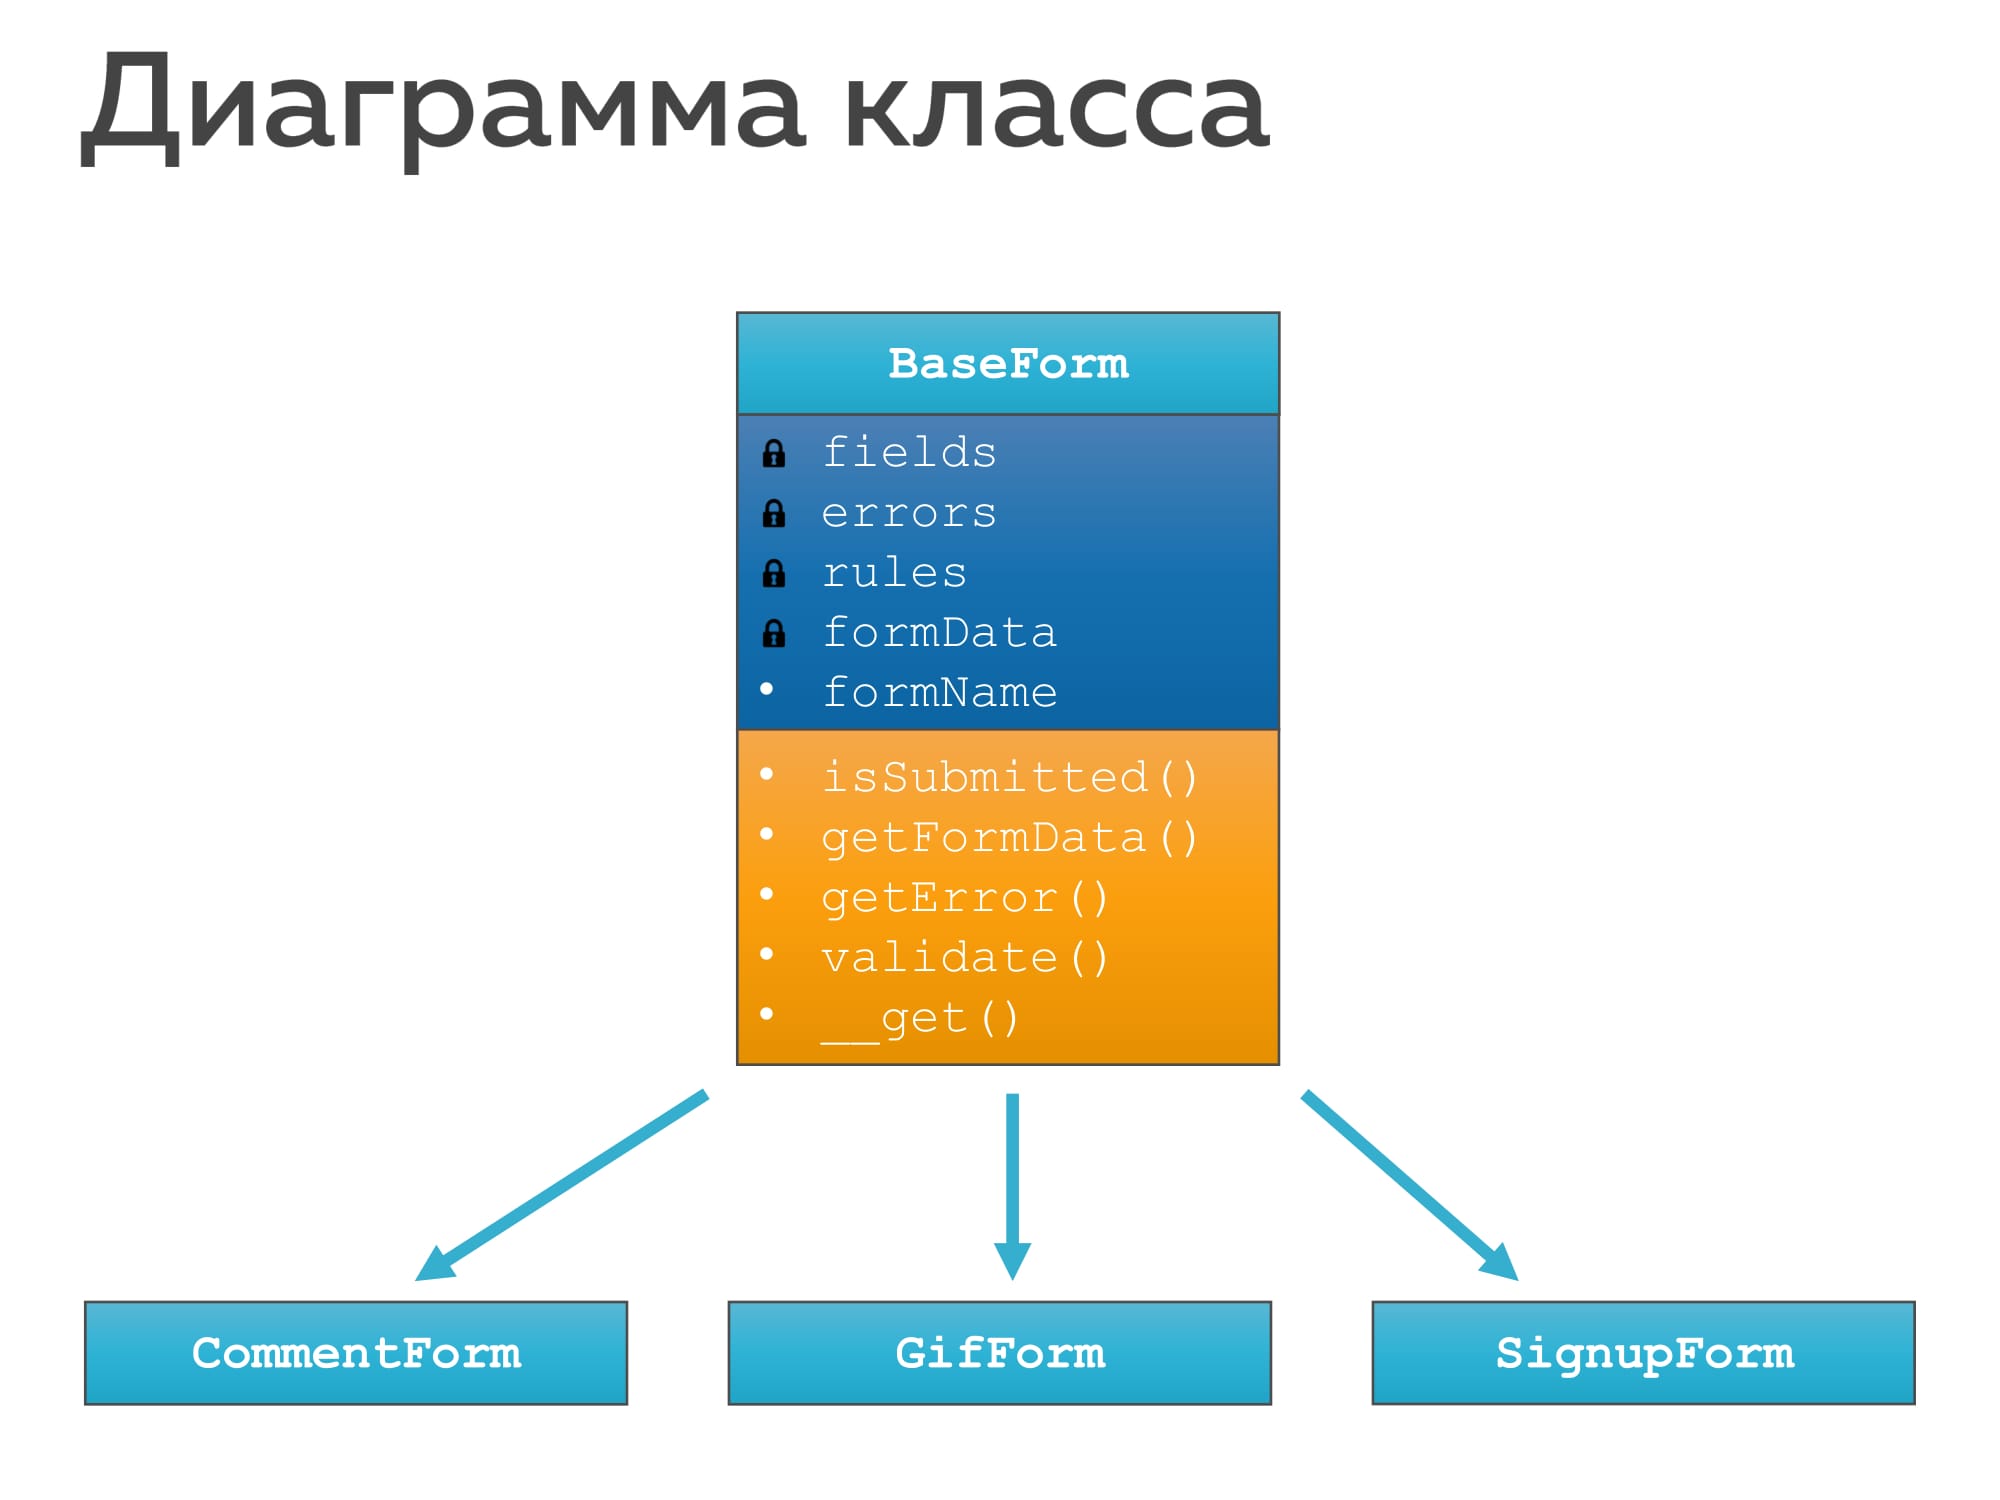 Диаграмма класса
BaseForm
fields
errors
rules
formData
formName
• isSubmitted()
• getFormData()
• getError()
• validate()
• __get()
CommentForm
GifForm
SignupForm